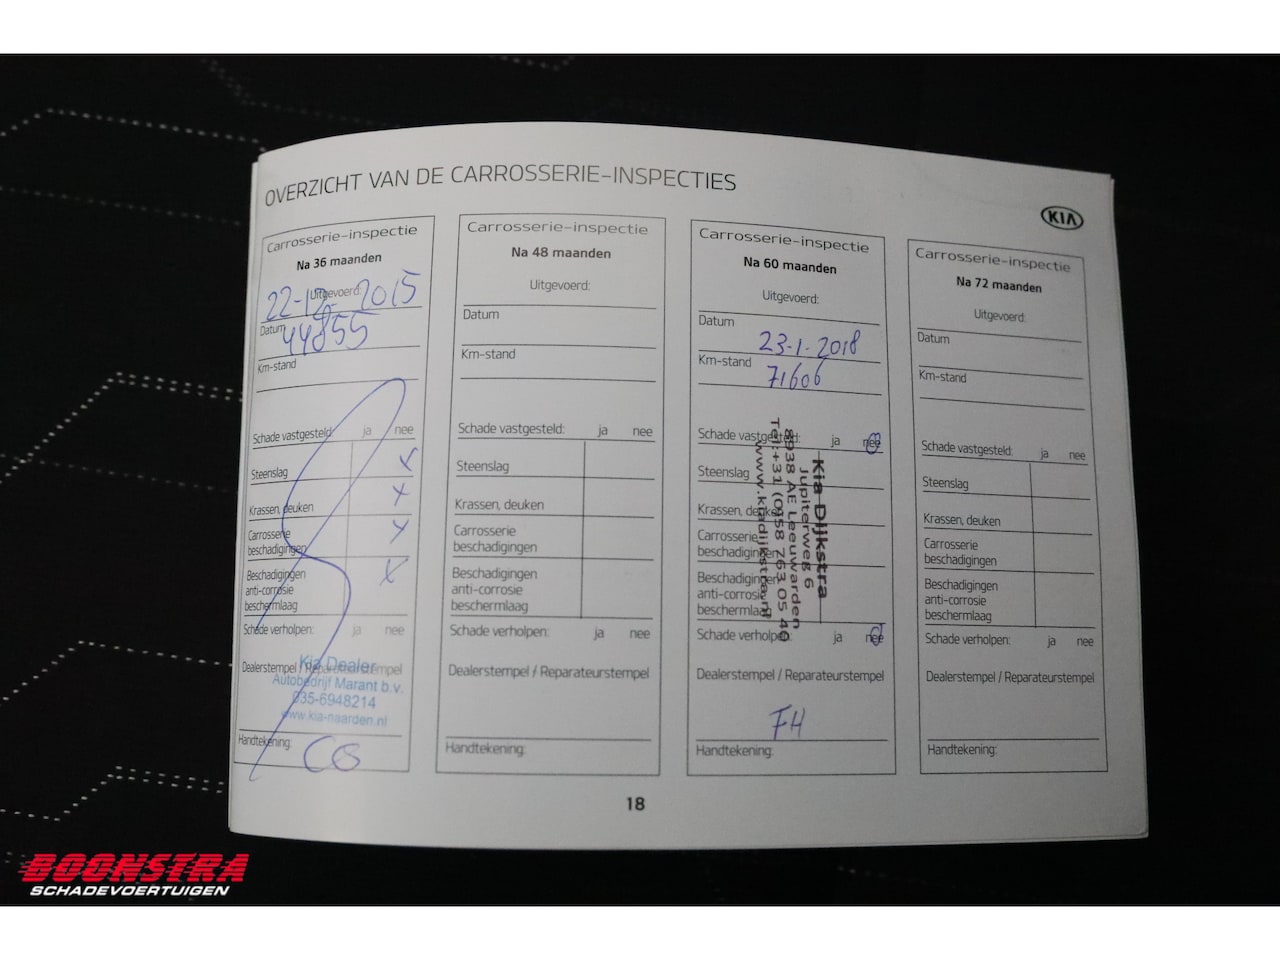 OVERZICHT VAN DE CARROSSERIE-INSPECTIES
KIA
Carrosserie-inspectie
Na 36 maanden
Uitgevoerd:
22-12-2015
Datum
44855
Km-stand
Schade vastgesteld: ja nee
Steenslag X
Krassen, deuken X
Carrosserie
beschadigingen X
Beschadigingen X
anti-corrosie
beschermlaag
Schade verholpen: ja nee
Dealerstempel / Reparateurstempel
Kia Dealer
Autobedrijf Marant b.v.
035-6948214
www.kia-naarden.nl
Handtekening:
Carrosserie-inspectie
Na 48 maanden
Uitgevoerd:
Datum
Km-stand
Schade vastgesteld: ja nee
Steenslag
Krassen, deuken
Carrosserie
beschadigingen
Beschadigingen
anti-corrosie
beschermlaag
Schade verholpen: ja nee
Dealerstempel / Reparateurstempel
Handtekening:
Carrosserie-inspectie
Na 60 maanden
Uitgevoerd:
Datum
23-1-2018
Km-stand
71606
Schade vastgesteld: ja nee
Steenslag
Krassen, deuken
Carrosserie
beschadigingen
Beschadigingen
anti-corrosie
beschermlaag
Schade verholpen: ja nee
Kia Dijkstra
Jupiterweg 6
8938 AE Leeuwarden
Tel:+31 (0)58 763 05 40
www.kiadijkstra.nl
Dealerstempel / Reparateurstempel
FH
Handtekening:
Carrosserie-inspectie
Na 72 maanden
Uitgevoerd:
Datum
Km-stand
Schade vastgesteld: ja nee
Steenslag
Krassen, deuken
Carrosserie
beschadigingen
Beschadigingen
anti-corrosie
beschermlaag
Schade verholpen: ja nee
Dealerstempel / Reparateurstempel
Handtekening:
18
BOONSTRA
SCHADEVOERTUIGEN